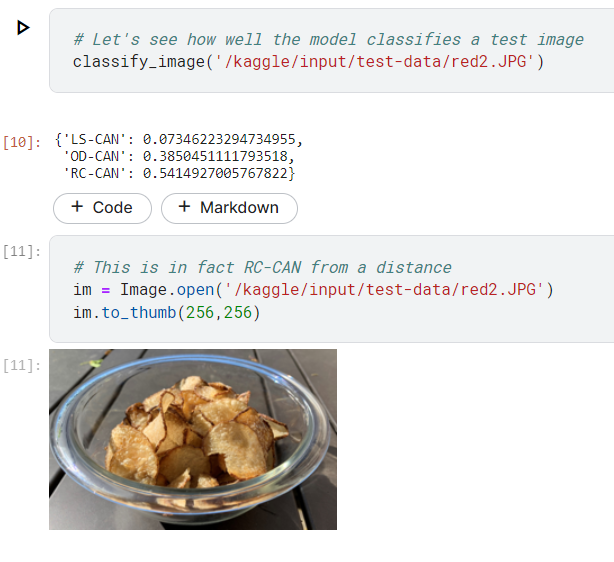 # Let's see how well the model classifies a test image
classify_image('/kaggle/input/test-data/red2.JPG')
[10]: {'LS-CAN': 0.07346223294734955,
'OD-CAN': 0.3850451111793518,
'RC-CAN': 0.5414927005767822}
+ Code + Markdown
[11]:
# This is in fact RC-CAN from a distance
im = Image.open('/kaggle/input/test-data/red2.JPG')
im.to_thumb(256,256)
[11]: